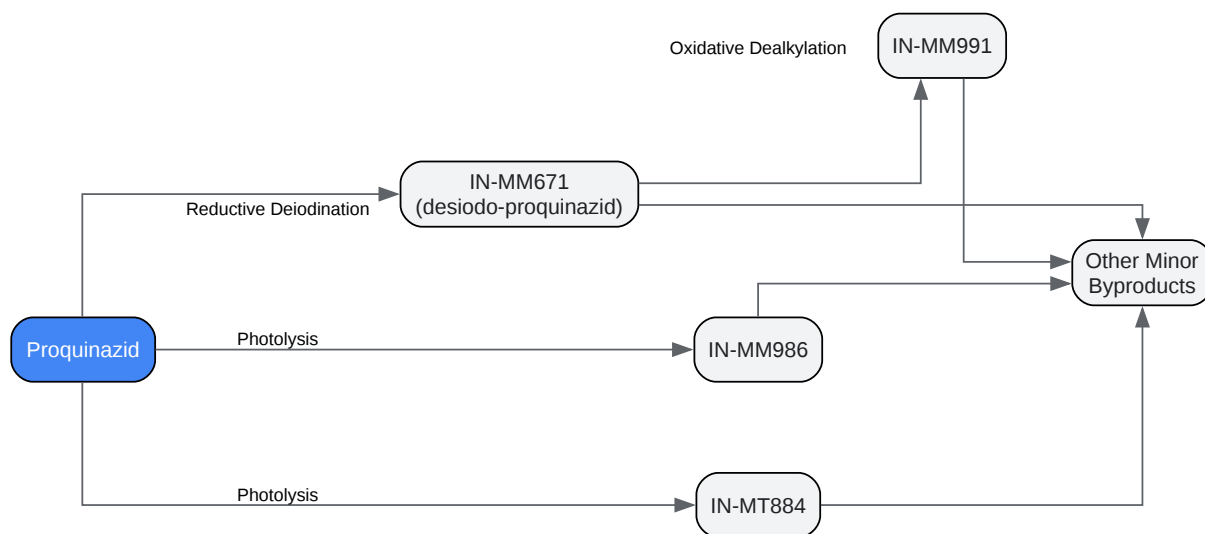 Oxidative Dealkylation
IN-MM991
IN-MM671
(desiodo-proquinazid)
Reductive Deiodination
Other Minor
Byproducts
Proquinazid
Photolysis
IN-MM986
Photolysis
IN-MT884